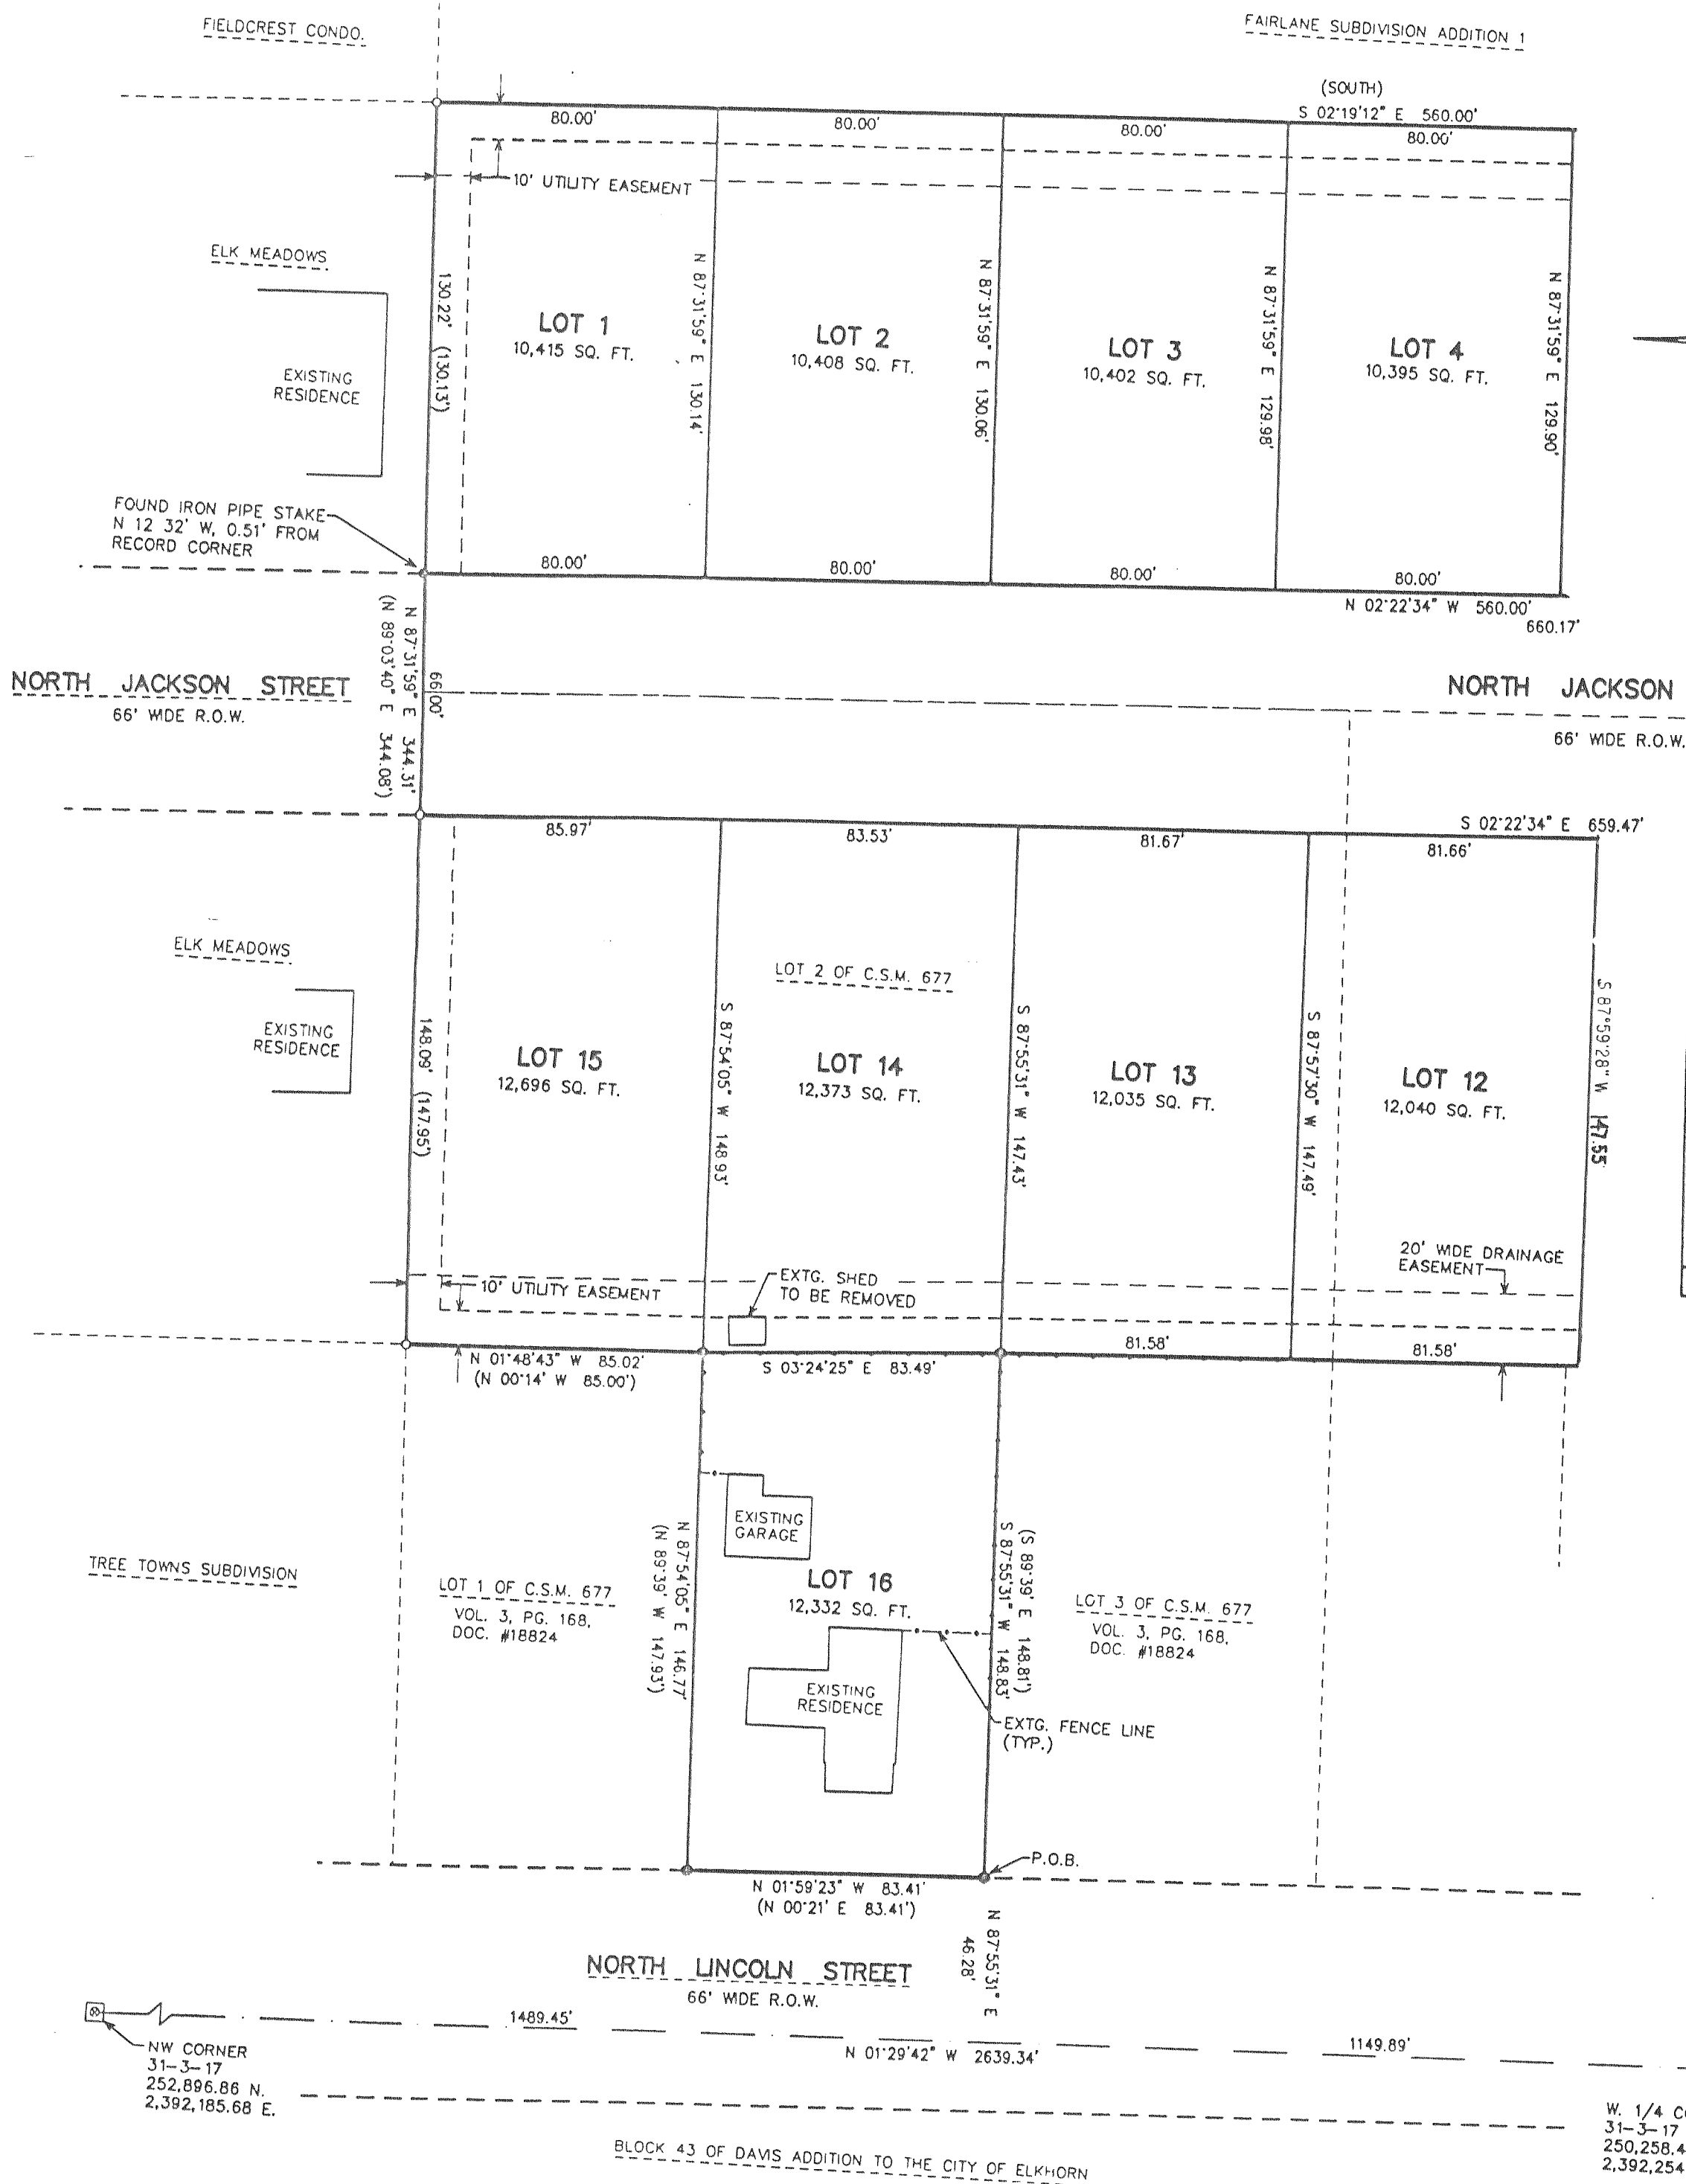 FIELDCREST CONDO.
FAIRLANE SUBDIVISION ADDITION 1
(SOUTH)
S 02°19'12" E 560.00'
80.00'
80.00'
80.00'
80.00'
10' UTILITY EASEMENT
ELK MEADOWS
EXISTING
RESIDENCE
130.22' (130.13')
LOT 1
10,415 SQ. FT.
N 87°31'59" E 130.14'
LOT 2
10,408 SQ. FT.
N 87°31'59" E 130.06'
LOT 3
10,402 SQ. FT.
N 87°31'59" E 129.98'
LOT 4
10,395 SQ. FT.
N 87°31'59" E 129.90'
FOUND IRON PIPE STAKE
N 12 32' W, 0.51' FROM
RECORD CORNER
80.00'
80.00'
80.00'
80.00'
N 02°22'34" W 560.00'
660.17'
N 87°31'59" E 344.31'
(N 89°03'40" E 344.08')
66.00'
NORTH JACKSON STREET
66' WIDE R.O.W.
NORTH JACKSON
66' WIDE R.O.W.
S 02°22'34" E 659.47'
85.97'
83.53'
81.67'
81.66'
ELK MEADOWS
EXISTING
RESIDENCE
148.09' (147.95')
LOT 2 OF C.S.M. 677
LOT 15
12,696 SQ. FT.
S 87°54'05" W 148.93'
LOT 14
12,373 SQ. FT.
S 87°55'31" W 147.43'
LOT 13
12,035 SQ. FT.
S 87°57'30" W 147.49'
LOT 12
12,040 SQ. FT.
S 87°59'28" W 147.55'
20' WIDE DRAINAGE
EASEMENT
10' UTILITY EASEMENT
EXTG. SHED
TO BE REMOVED
N 01°48'43" W 85.02'
(N 00°14' W 85.00')
S 03°24'25" E 83.49'
81.58'
81.58'
EXISTING
GARAGE
TREE TOWNS SUBDIVISION
LOT 1 OF C.S.M. 677
VOL. 3, PG. 168,
DOC. #18824
N 87°54'05" E 146.77'
(N 89°39' W 147.93')
LOT 16
12,332 SQ. FT.
(S 89°39' E 148.81')
S 87°55'31" W 148.83'
LOT 3 OF C.S.M. 677
VOL. 3, PG. 168,
DOC. #18824
EXISTING
RESIDENCE
EXTG. FENCE LINE
(TYP.)
P.O.B.
N 01°59'23" W 83.41'
(N 00°21' E 83.41')
N 87°55'31" E
46.28'
NORTH LINCOLN STREET
66' WIDE R.O.W.
1489.45'
1149.89'
N 01°29'42" W 2639.34'
NW CORNER
31-3-17
252,896.86 N.
2,392,185.68 E.
W. 1/4 CO
31-3-17
250,258.4
2,392,254
BLOCK 43 OF DAVIS ADDITION TO THE CITY OF ELKHORN